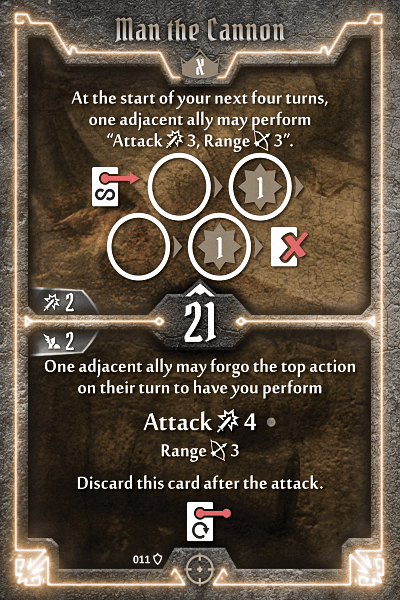 Man the Cannon
X
At the start of your next four turns,
one adjacent ally may perform
“Attack 3, Range 3”.
1
1
2
21
2
One adjacent ally may forgo the top action
on their turn to have you perform
Attack 4
Range 3
Discard this card after the attack.
011